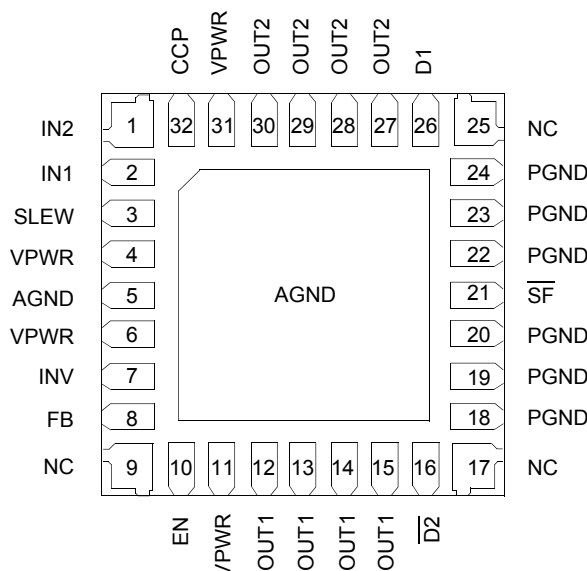 CCP VPWR OUT2 OUT2 OUT2 OUT2 D1
32 31 30 29 28 27 26
IN2 1 25 NC
IN1 2 24 PGND
SLEW 3 23 PGND
VPWR 4 22 PGND
AGND 5 AGND 21 S̅F̅
VPWR 6 20 PGND
INV 7 19 PGND
FB 8 18 PGND
NC 9 17 NC
10 11 12 13 14 15 16
EN VPWR OUT1 OUT1 OUT1 OUT1 D̅2̅